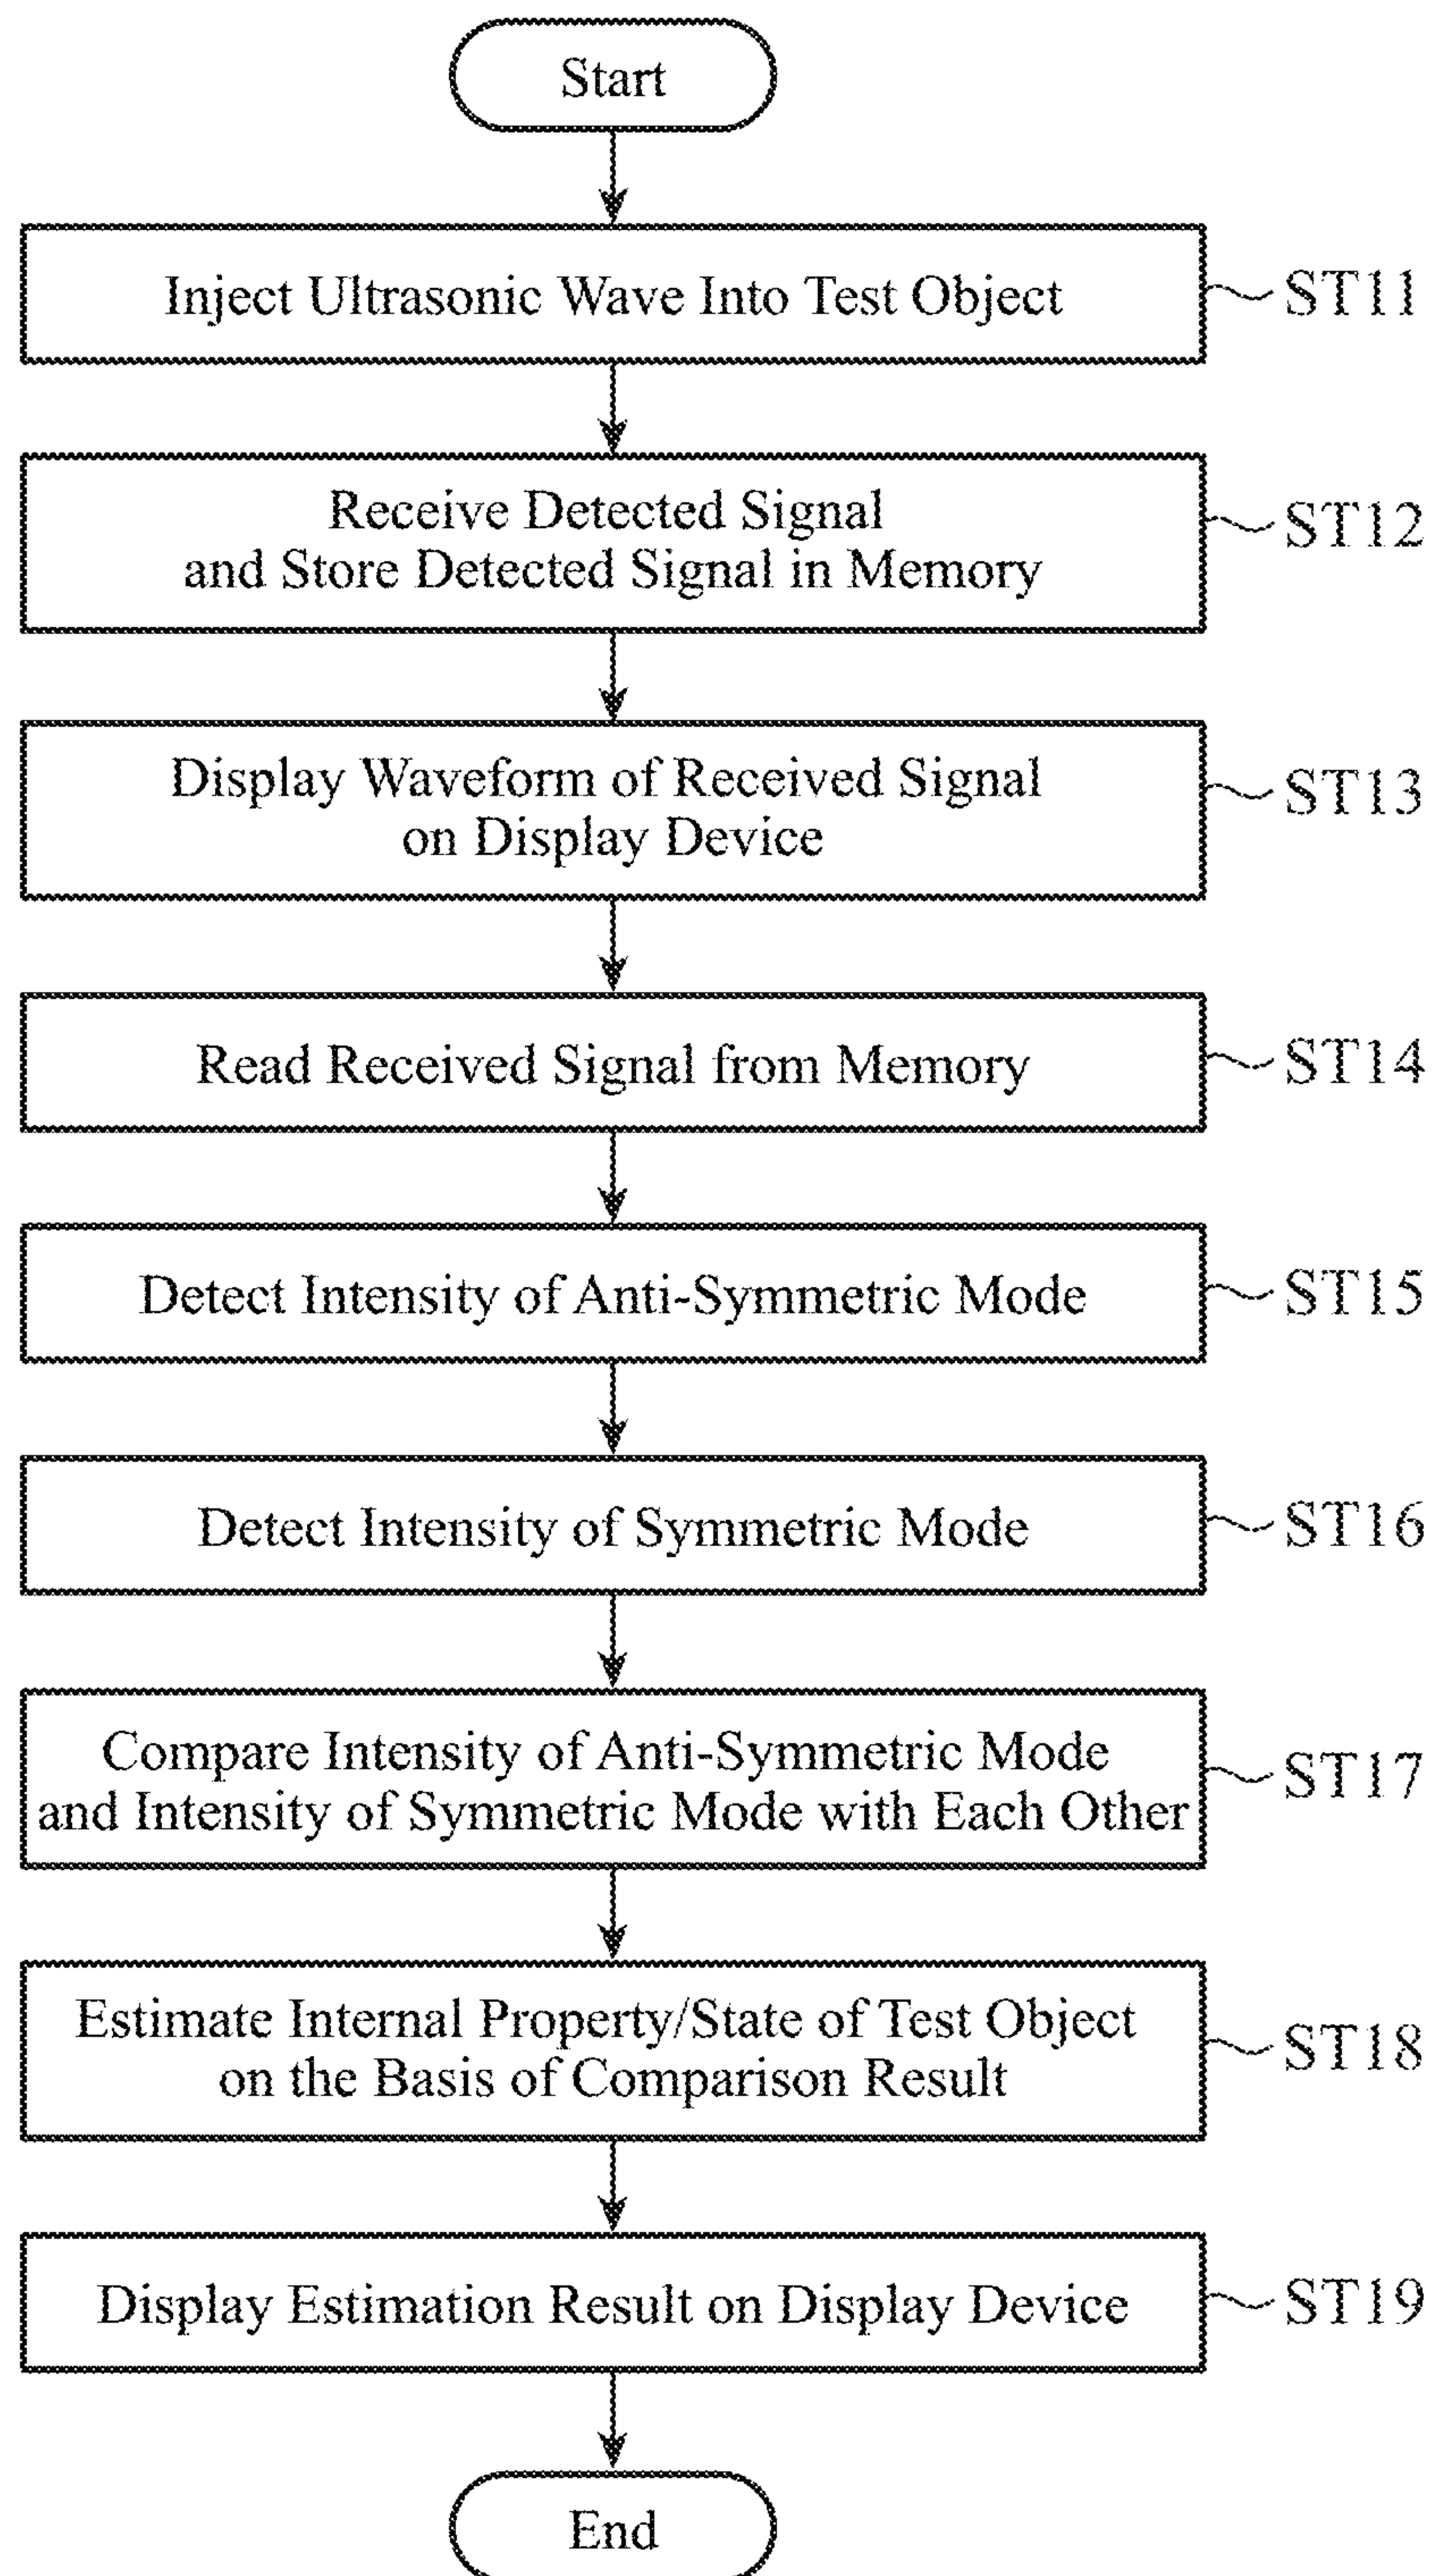 Start
Inject Ultrasonic Wave Into Test Object
ST11
Receive Detected Signal
and Store Detected Signal in Memory
ST12
Display Waveform of Received Signal
on Display Device
ST13
Read Received Signal from Memory
ST14
Detect Intensity of Anti-Symmetric Mode
ST15
Detect Intensity of Symmetric Mode
ST16
Compare Intensity of Anti-Symmetric Mode
and Intensity of Symmetric Mode with Each Other
ST17
Estimate Internal Property/State of Test Object
on the Basis of Comparison Result
ST18
Display Estimation Result on Display Device
ST19
End